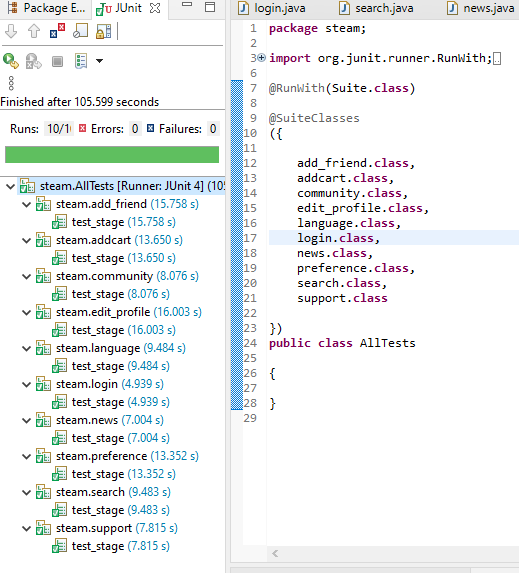 Package E...
JUnit
Finished after 105.599 seconds
Runs: 10/10
Errors: 0
Failures: 0
steam.AllTests [Runner: JUnit 4] (105
steam.add_friend (15.758 s)
test_stage (15.758 s)
steam.addcart (13.650 s)
test_stage (13.650 s)
steam.community (8.076 s)
test_stage (8.076 s)
steam.edit_profile (16.003 s)
test_stage (16.003 s)
steam.language (9.484 s)
test_stage (9.484 s)
steam.login (4.939 s)
test_stage (4.939 s)
steam.news (7.004 s)
test_stage (7.004 s)
steam.preference (13.352 s)
test_stage (13.352 s)
steam.search (9.483 s)
test_stage (9.483 s)
steam.support (7.815 s)
test_stage (7.815 s)
login.java
search.java
news.java
1 package steam;
2
3 import org.junit.runner.RunWith;
6
7 @RunWith(Suite.class)
8
9 @SuiteClasses
10 ({
11
12 add_friend.class,
13 addcart.class,
14 community.class,
15 edit_profile.class,
16 language.class,
17 login.class,
18 news.class,
19 preference.class,
20 search.class,
21 support.class
22
23 })
24 public class AllTests
25
26 {
27
28 }
29